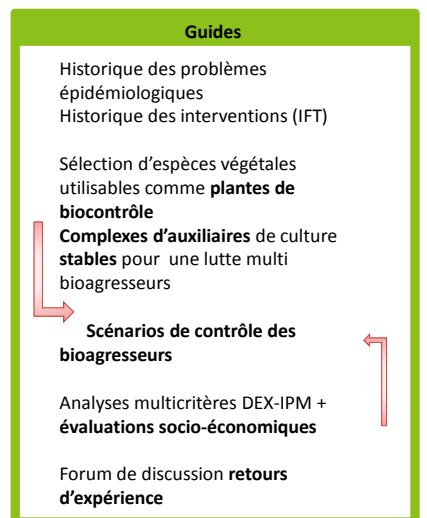 Guides
Historique des problèmes
épidémiologiques
Historique des interventions (IFT)
Sélection d'espèces végétales
utilisables comme plantes de
biocontrôle
Complexes d'auxiliaires de culture
stables pour une lutte multi
bioagresseurs
Scénarios de contrôle des
bioagresseurs
Analyses multicritères DEX-IPM +
évaluations socio-économiques
Forum de discussion retours
d'expérience